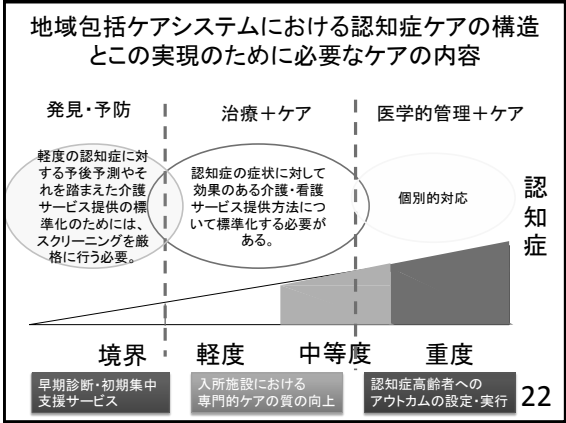 地域包括ケアシステムにおける認知症ケアの構造
とこの実現のために必要なケアの内容
発見・予防
治療＋ケア
医学的管理＋ケア
軽度の認知症に対
する予後予測やそ
れを踏まえた介護
サービス提供の標
準化のためには、
スクリーニングを厳
格に行う必要。
認知症の症状に対して
効果のある介護・看護
サービス提供方法につ
いて標準化する必要が
ある。
個別的対応
認
知
症
境界
軽度
中等度
重度
早期診断・初期集中
支援サービス
入所施設における
専門的ケアの質の向上
認知症高齢者への
アウトカムの設定・実行
22